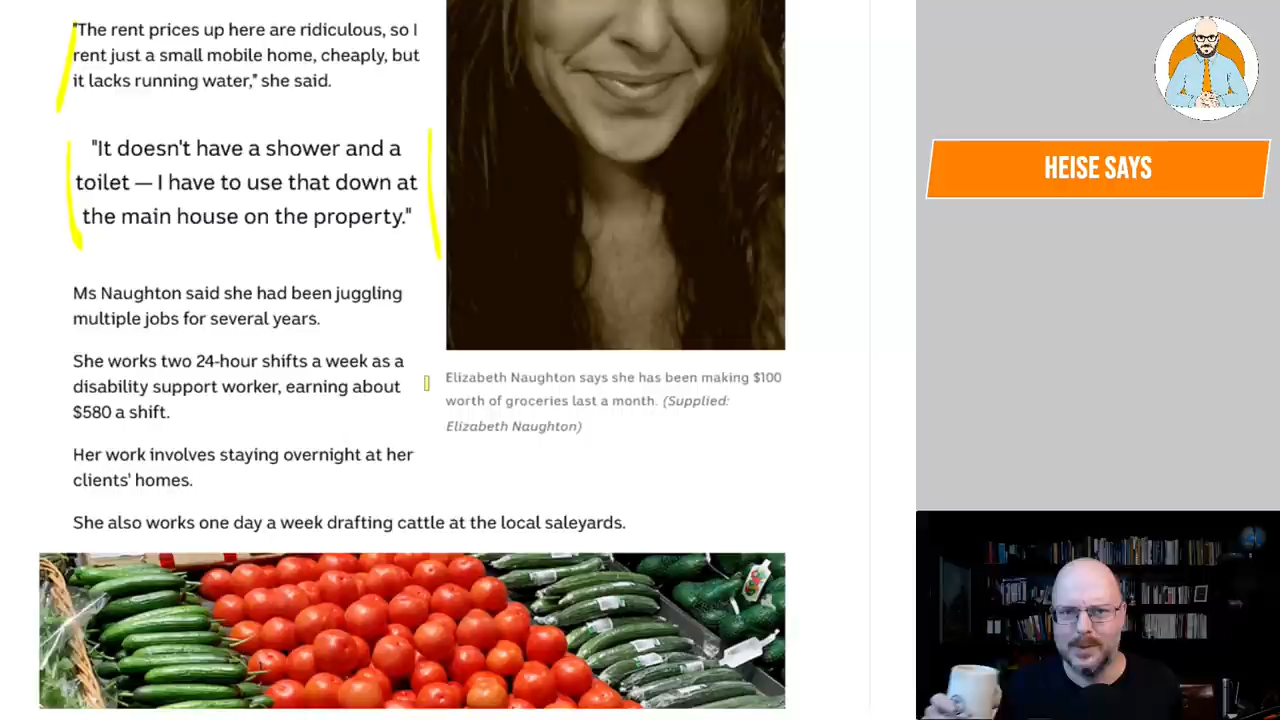 "The rent prices up here are ridiculous, so I
rent just a small mobile home, cheaply, but
it lacks running water," she said.
"It doesn't have a shower and a
toilet — I have to use that down at
the main house on the property."
Ms Naughton said she had been juggling
multiple jobs for several years.
She works two 24-hour shifts a week as a
disability support worker, earning about
$580 a shift.
Her work involves staying overnight at her
clients' homes.
She also works one day a week drafting cattle at the local saleyards.
Elizabeth Naughton says she has been making $100
worth of groceries last a month. (Supplied:
Elizabeth Naughton)
HEISE SAYS